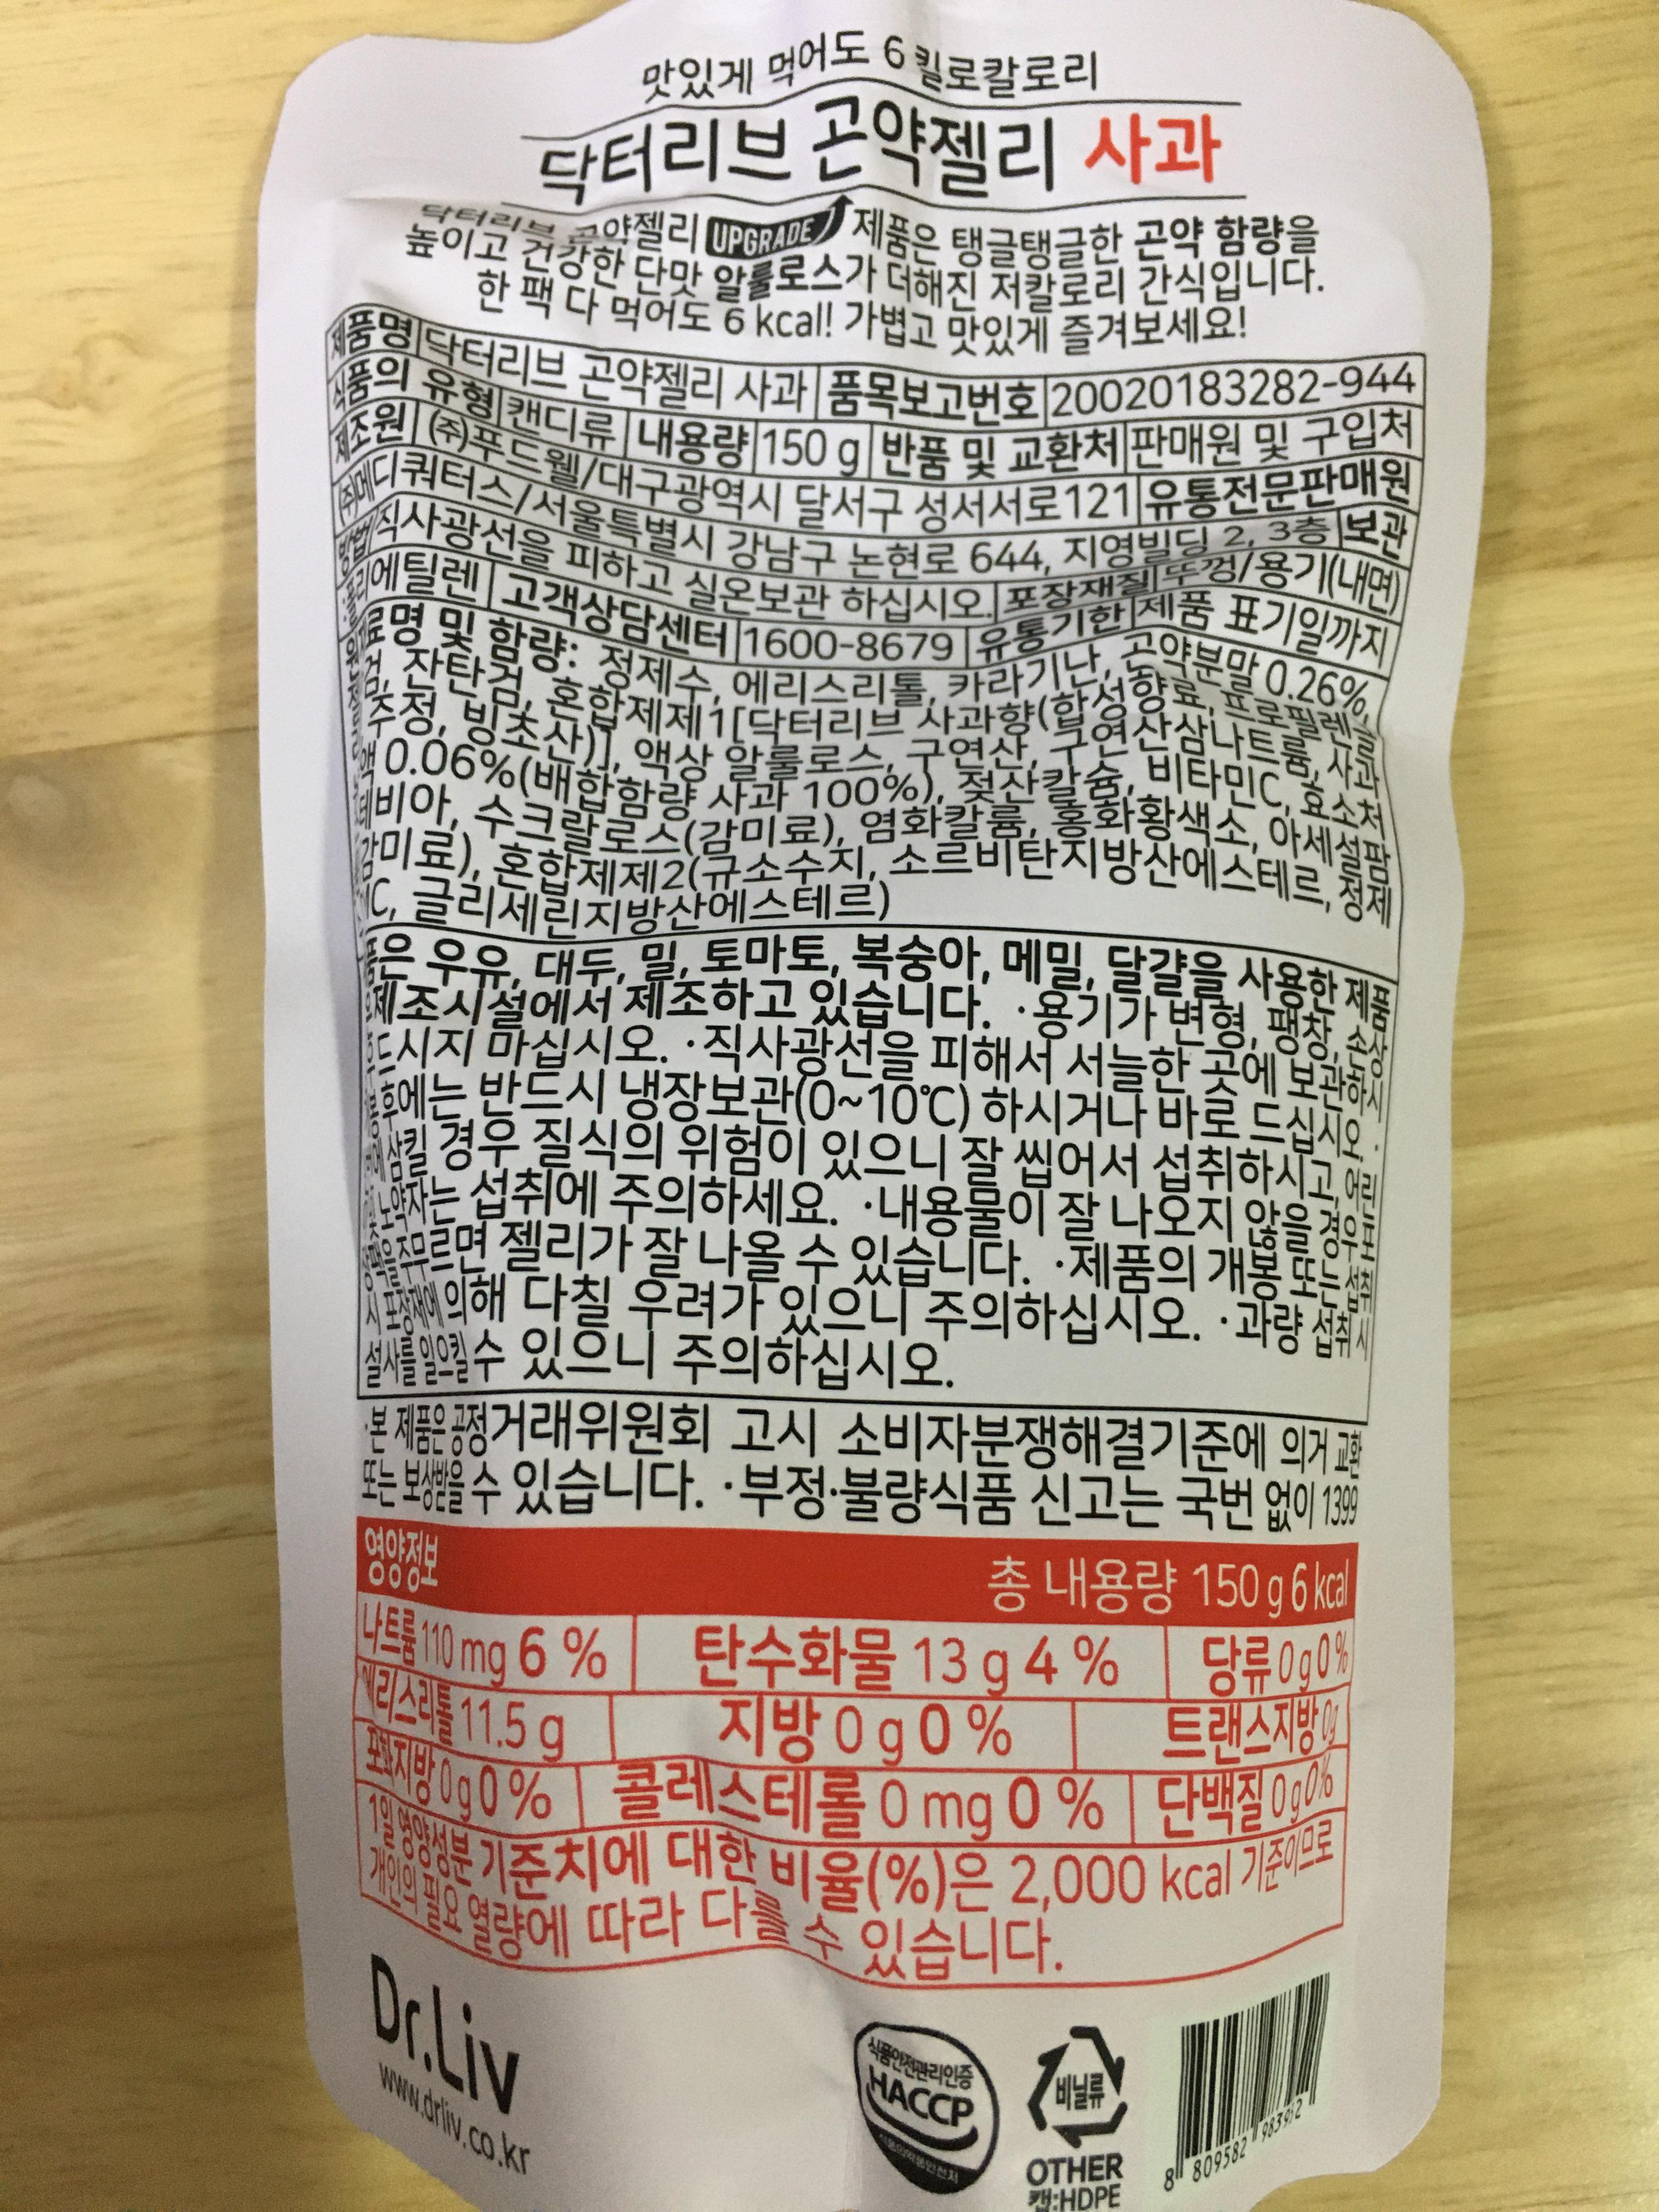 맛있게 먹어도 6 킬로칼로리
닥터리브 곤약젤리 사과
닥터리브 곤약젤리 UPGRADE 제품은 탱글탱글한 곤약 함량을
높이고 건강한 단맛 알룰로스가 더해진 저칼로리 간식입니다.
한 팩 다 먹어도 6 kcal! 가볍고 맛있게 즐겨보세요!
제품명 닥터리브 곤약젤리 사과 품목보고번호 20020183282-944
식품의 유형 캔디류 내용량 150 g 반품 및 교환처 판매원 및 구입처
제조원 (주)푸드웰/대구광역시 달서구 성서서로121 유통전문판매원
(주)메디쿼터스/서울특별시 강남구 논현로 644, 지영빌딩 2, 3층 보관
방법 직사광선을 피하고 실온보관 하십시오. 포장재질 뚜껑/용기(내면)
:폴리에틸렌 고객상담센터 1600-8679 유통기한 제품 표기일까지
원재료명 및 함량: 정제수, 에리스리톨, 카라기난, 곤약분말 0.26%,
검, 잔탄검, 혼합제제1[닥터리브 사과향(합성향료, 프로필렌
주정, 빙초산)], 액상 알룰로스, 구연산, 구연산삼나트륨, 사과
액 0.06%(배합함량 사과 100%), 젖산칼슘, 비타민C, 효소처
테비아, 수크랄로스(감미료), 염화칼륨, 홍화황색소, 아세설팜
감미료), 혼합제제2(규소수지, 소르비탄지방산에스테르, 정제
C, 글리세린지방산에스테르)
품은 우유, 대두, 밀, 토마토, 복숭아, 메밀, 달걀을 사용한 제품
제조시설에서 제조하고 있습니다. ·용기가 변형, 팽창, 손상시
드시지 마십시오. ·직사광선을 피해서 서늘한 곳에 보관하
후에는 반드시 냉장보관(0~10℃) 하시거나 바로 드십시오. ·
삼킬 경우 질식의 위험이 있으니 잘 씹어서 섭취하시고, 어린
노약자는 섭취에 주의하세요. ·내용물이 잘 나오지 않을 경우
을 주무르면 젤리가 잘 나올 수 있습니다. ·제품의 개봉 또는 섭취
시 포장재에 의해 다칠 우려가 있으니 주의하십시오. ·과량 섭취 시
설사를 일으킬 수 있으니 주의하십시오.
·본 제품은 공정거래위원회 고시 소비자분쟁해결기준에 의거 교환
또는 보상받을 수 있습니다. ·부정·불량식품 신고는 국번 없이 1399
영양정보 총 내용량 150 g 6 kcal
나트륨 110 mg 6 % 탄수화물 13 g 4 % 당류 0 g 0 %
에리스리톨 11.5 g 지방 0 g 0 % 트랜스지방 0 g
포화지방 0 g 0 % 콜레스테롤 0 mg 0 % 단백질 0 g 0 %
1일 영양성분 기준치에 대한 비율(%)은 2,000 kcal 기준이므로
개인의 필요 열량에 따라 다를 수 있습니다.
Dr.Liv
www.drliv.co.kr
식품안전관리인증
HACCP
식품의약품안전처
비닐류
OTHER
캡:HDPE
8 809582 983912